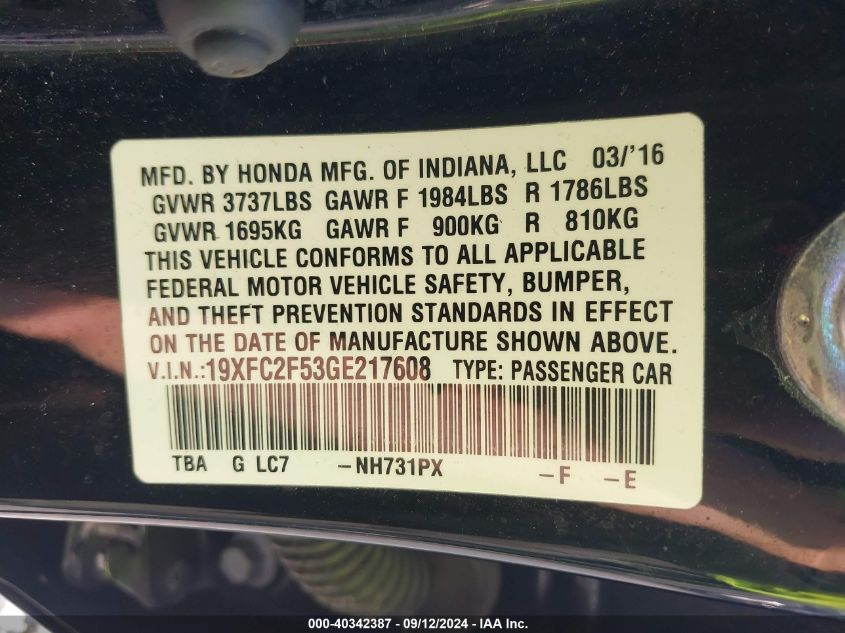 MFD. BY HONDA MFG. OF INDIANA, LLC 03/'16
GVWR 3737LBS GAWR F 1984LBS R 1786LBS
GVWR 1695KG GAWR F 900KG R 810KG
THIS VEHICLE CONFORMS TO ALL APPLICABLE
FEDERAL MOTOR VEHICLE SAFETY, BUMPER,
AND THEFT PREVENTION STANDARDS IN EFFECT
ON THE DATE OF MANUFACTURE SHOWN ABOVE.
V.I.N.:19XFC2F53GE217608 TYPE: PASSENGER CAR
TBA G LC7 –NH731PX –F –E
000-40342387 - 09/12/2024 - IAA Inc.